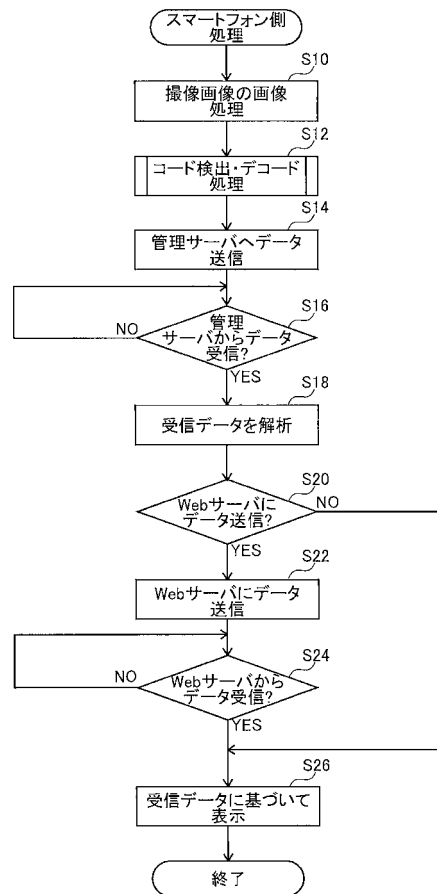 スマートフォン側
処理
S10
撮像画像の画像
処理
S12
コード検出・デコード
処理
S14
管理サーバへデータ
送信
S16
管理
サーバからデータ
受信?
NO
YES
S18
受信データを解析
S20
Webサーバに
データ送信?
NO
YES
S22
Webサーバにデータ
送信
S24
Webサーバから
データ受信?
NO
YES
S26
受信データに基づいて
表示
終了